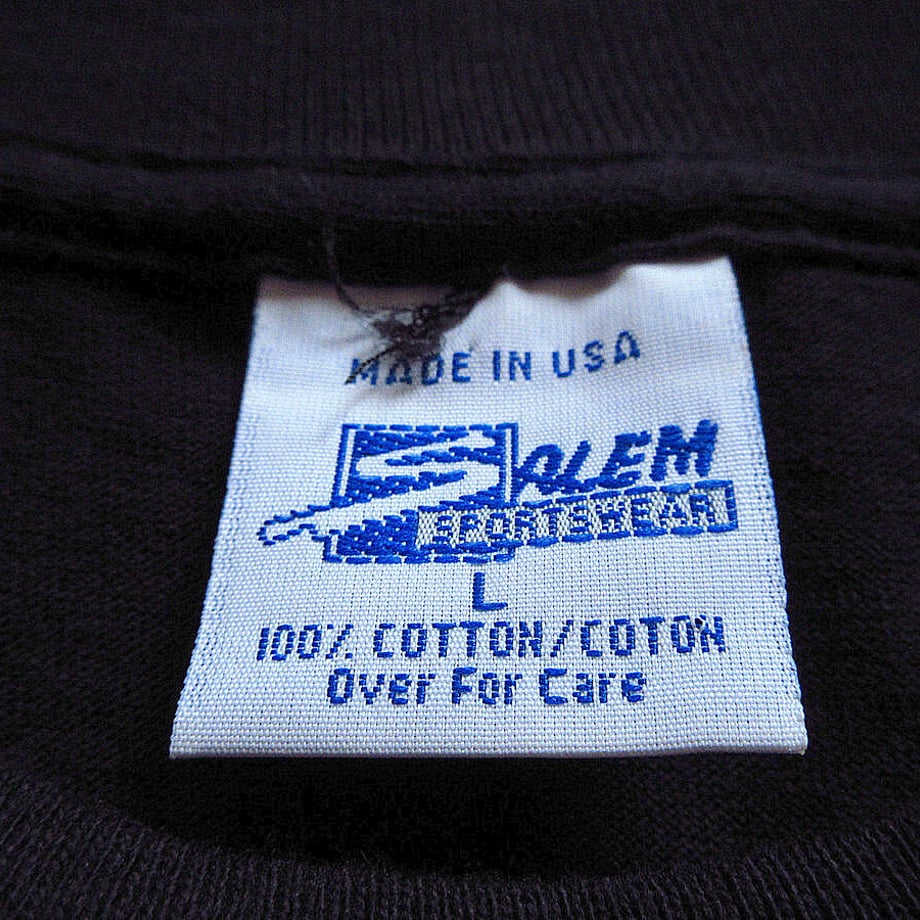 MADE IN USA
SALEM
SPORTSWEAR
L
100% COTTON/COTON
Over For Care